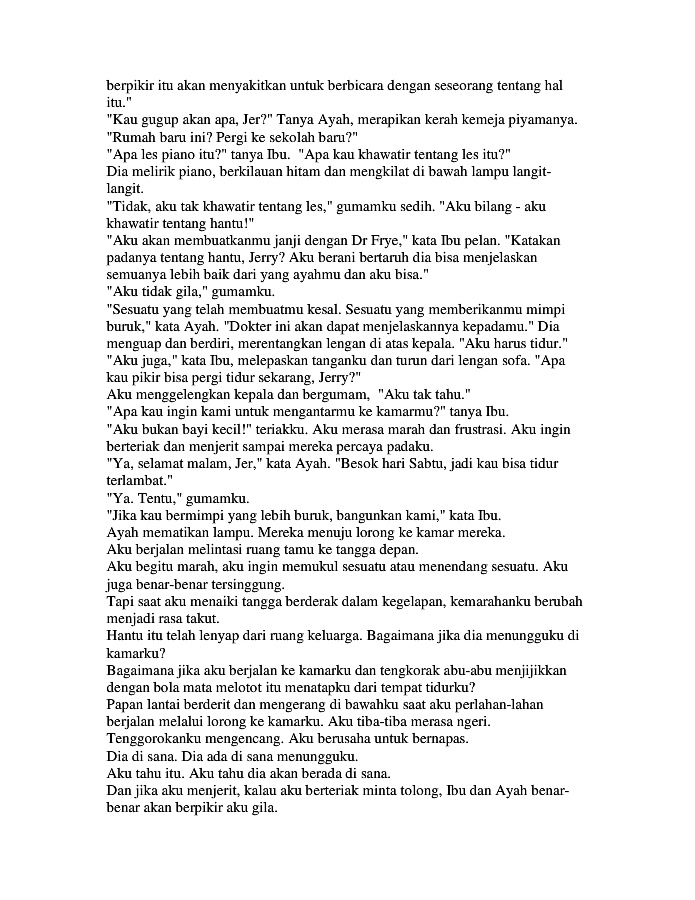 berpikir itu akan menyakitkan untuk berbicara dengan seseorang tentang hal
itu."
"Kau gugup akan apa, Jer?" Tanya Ayah, merapikan kerah kemeja piyamanya.
"Rumah baru ini? Pergi ke sekolah baru?"
"Apa les piano itu?" tanya Ibu.  "Apa kau khawatir tentang les itu?"
Dia melirik piano, berkilauan hitam dan mengkilat di bawah lampu langit-
langit.
"Tidak, aku tak khawatir tentang les," gumamku sedih. "Aku bilang - aku
khawatir tentang hantu!"
"Aku akan membuatkanmu janji dengan Dr Frye," kata Ibu pelan. "Katakan
padanya tentang hantu, Jerry? Aku berani bertaruh dia bisa menjelaskan
semuanya lebih baik dari yang ayahmu dan aku bisa."
"Aku tidak gila," gumamku.
"Sesuatu yang telah membuatmu kesal. Sesuatu yang memberikanmu mimpi
buruk," kata Ayah. "Dokter ini akan dapat menjelaskannya kepadamu." Dia
menguap dan berdiri, merentangkan lengan di atas kepala. "Aku harus tidur."
"Aku juga," kata Ibu, melepaskan tanganku dan turun dari lengan sofa. "Apa
kau pikir bisa pergi tidur sekarang, Jerry?"
Aku menggelengkan kepala dan bergumam,  "Aku tak tahu."
"Apa kau ingin kami untuk mengantarmu ke kamarmu?" tanya Ibu.
"Aku bukan bayi kecil!" teriakku. Aku merasa marah dan frustrasi. Aku ingin
berteriak dan menjerit sampai mereka percaya padaku.
"Ya, selamat malam, Jer," kata Ayah. "Besok hari Sabtu, jadi kau bisa tidur
terlambat."
"Ya. Tentu," gumamku.
"Jika kau bermimpi yang lebih buruk, bangunkan kami," kata Ibu.
Ayah mematikan lampu. Mereka menuju lorong ke kamar mereka.
Aku berjalan melintasi ruang tamu ke tangga depan.
Aku begitu marah, aku ingin memukul sesuatu atau menendang sesuatu. Aku
juga benar-benar tersinggung.
Tapi saat aku menaiki tangga berderak dalam kegelapan, kemarahanku berubah
menjadi rasa takut.
Hantu itu telah lenyap dari ruang keluarga. Bagaimana jika dia menungguku di
kamarku?
Bagaimana jika aku berjalan ke kamarku dan tengkorak abu-abu menjijikkan
dengan bola mata melotot itu menatapku dari tempat tidurku?
Papan lantai berderit dan mengerang di bawahku saat aku perlahan-lahan
berjalan melalui lorong ke kamarku. Aku tiba-tiba merasa ngeri.
Tenggorokanku mengencang. Aku berusaha untuk bernapas.
Dia di sana. Dia ada di sana menungguku.
Aku tahu itu. Aku tahu dia akan berada di sana.
Dan jika aku menjerit, kalau aku berteriak minta tolong, Ibu dan Ayah benar-
benar akan berpikir aku gila.